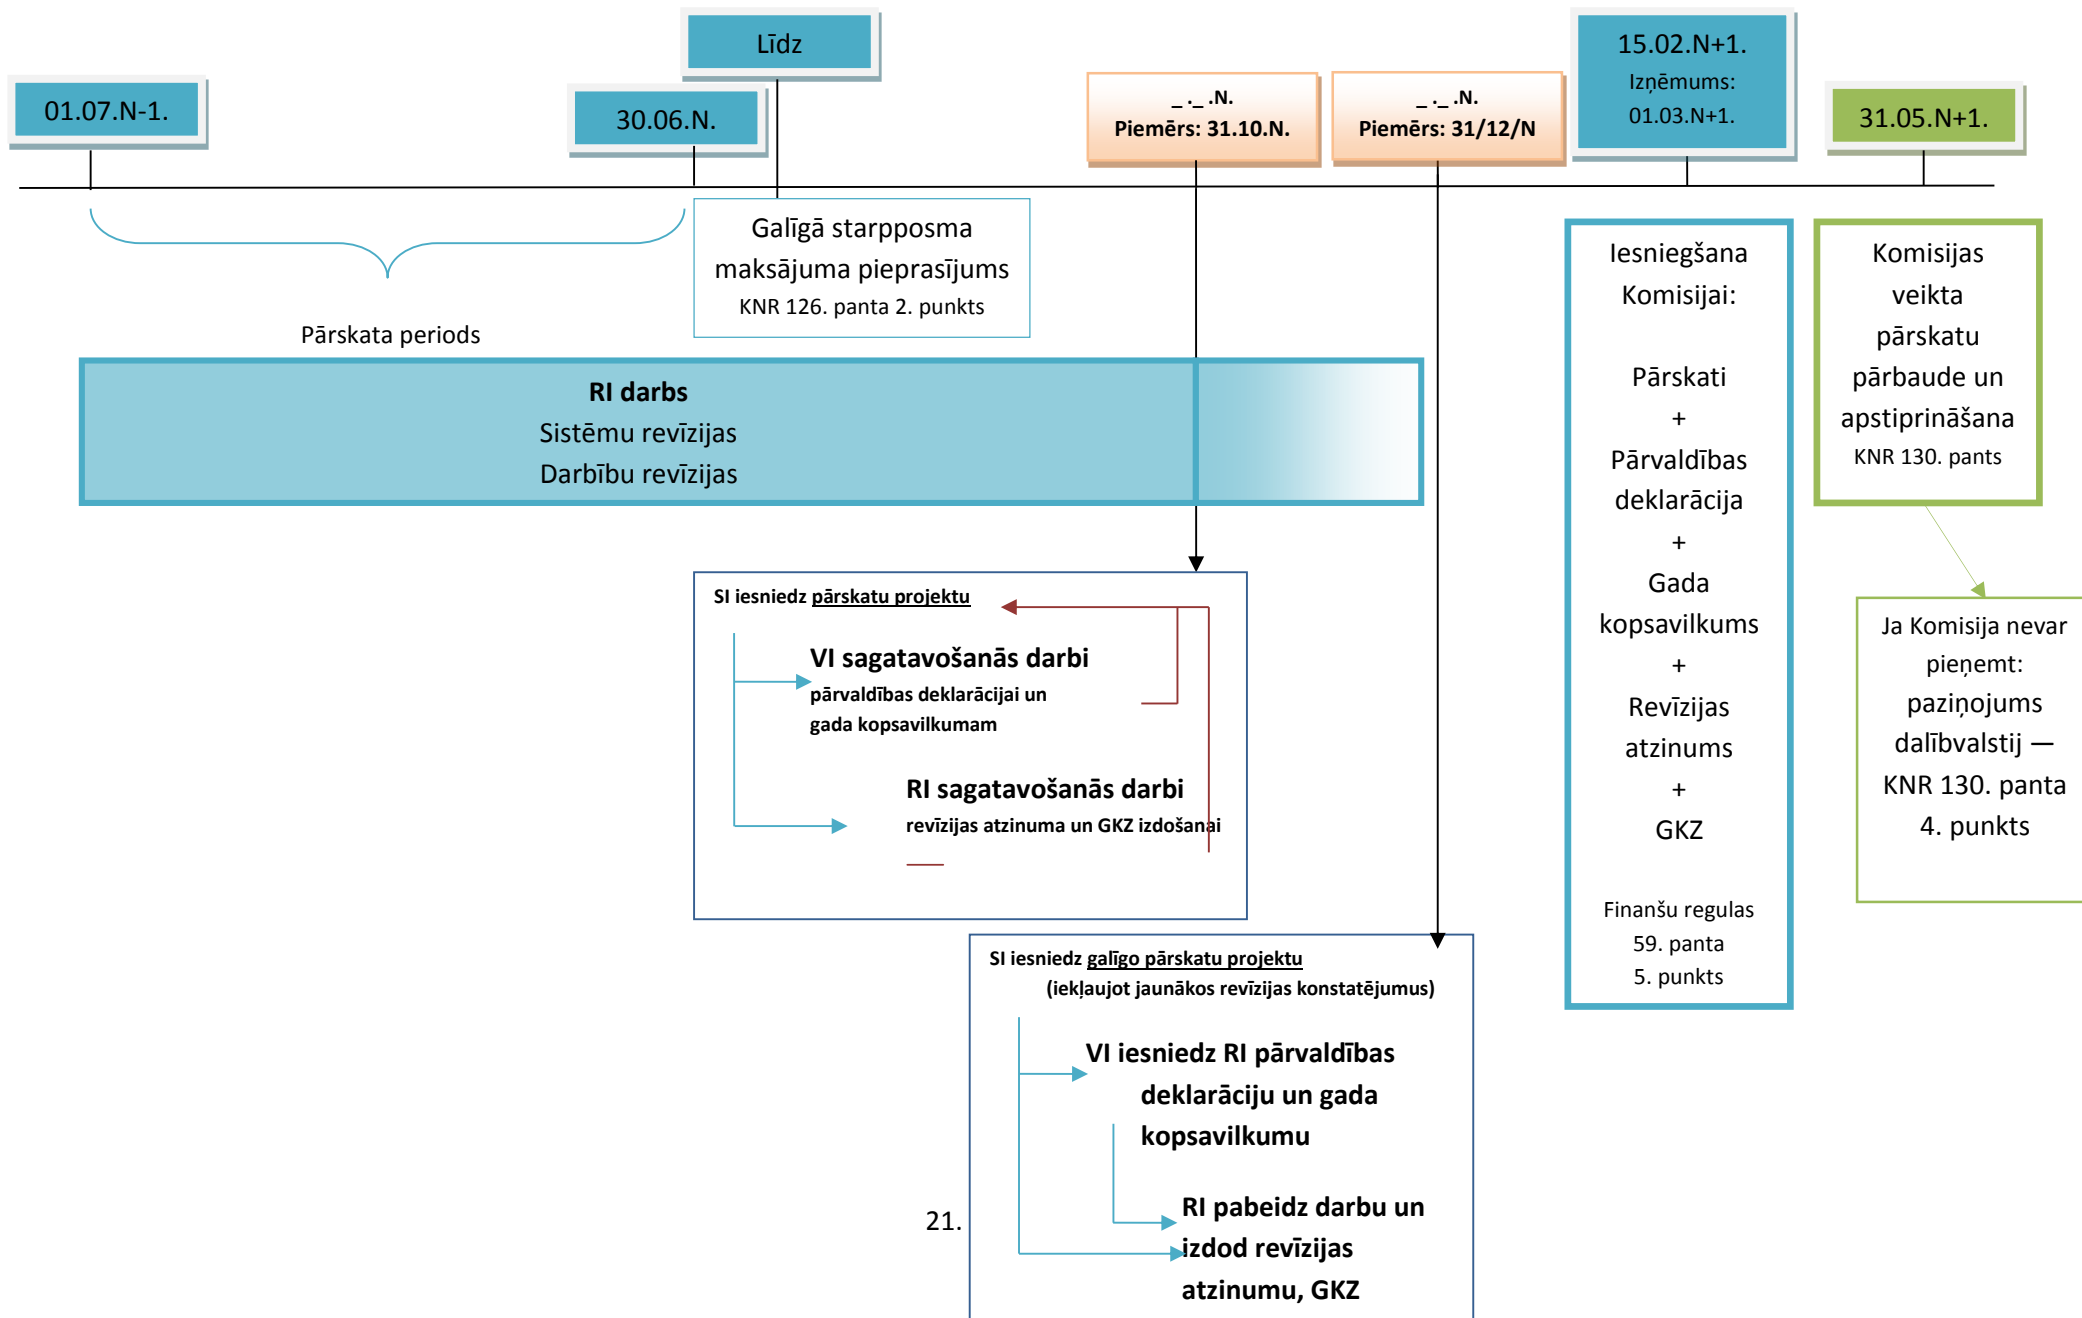 01.07.N-1.
30.06.N.
Līdz
_ ._ .N.
Piemērs: 31.10.N.
_ ._ .N.
Piemērs: 31/12/N
15.02.N+1.
Izņēmums:
01.03.N+1.
31.05.N+1.
Galīgā starpposma
maksājuma pieprasījums
KNR 126. panta 2. punkts
Pārskata periods
RI darbs
Sistēmu revīzijas
Darbību revīzijas
SI iesniedz pārskatu projektu
VI sagatavošanās darbi
pārvaldības deklarācijai un
gada kopsavilkumam
RI sagatavošanās darbi
revīzijas atzinuma un GKZ izdošanai
SI iesniedz galīgo pārskatu projektu
(iekļaujot jaunākos revīzijas konstatējumus)
VI iesniedz RI pārvaldības
deklarāciju un gada
kopsavilkumu
RI pabeidz darbu un
izdod revīzijas
atzinumu, GKZ
21.
Iesniegšana
Komisijai:
Pārskati
+
Pārvaldības
deklarācija
+
Gada
kopsavilkums
+
Revīzijas
atzinums
+
GKZ
Finanšu regulas
59. panta
5. punkts
Komisijas
veikta
pārskatu
pārbaude un
apstiprināšana
KNR 130. pants
Ja Komisija nevar
pieņemt:
paziņojums
dalībvalstij —
KNR 130. panta
4. punkts